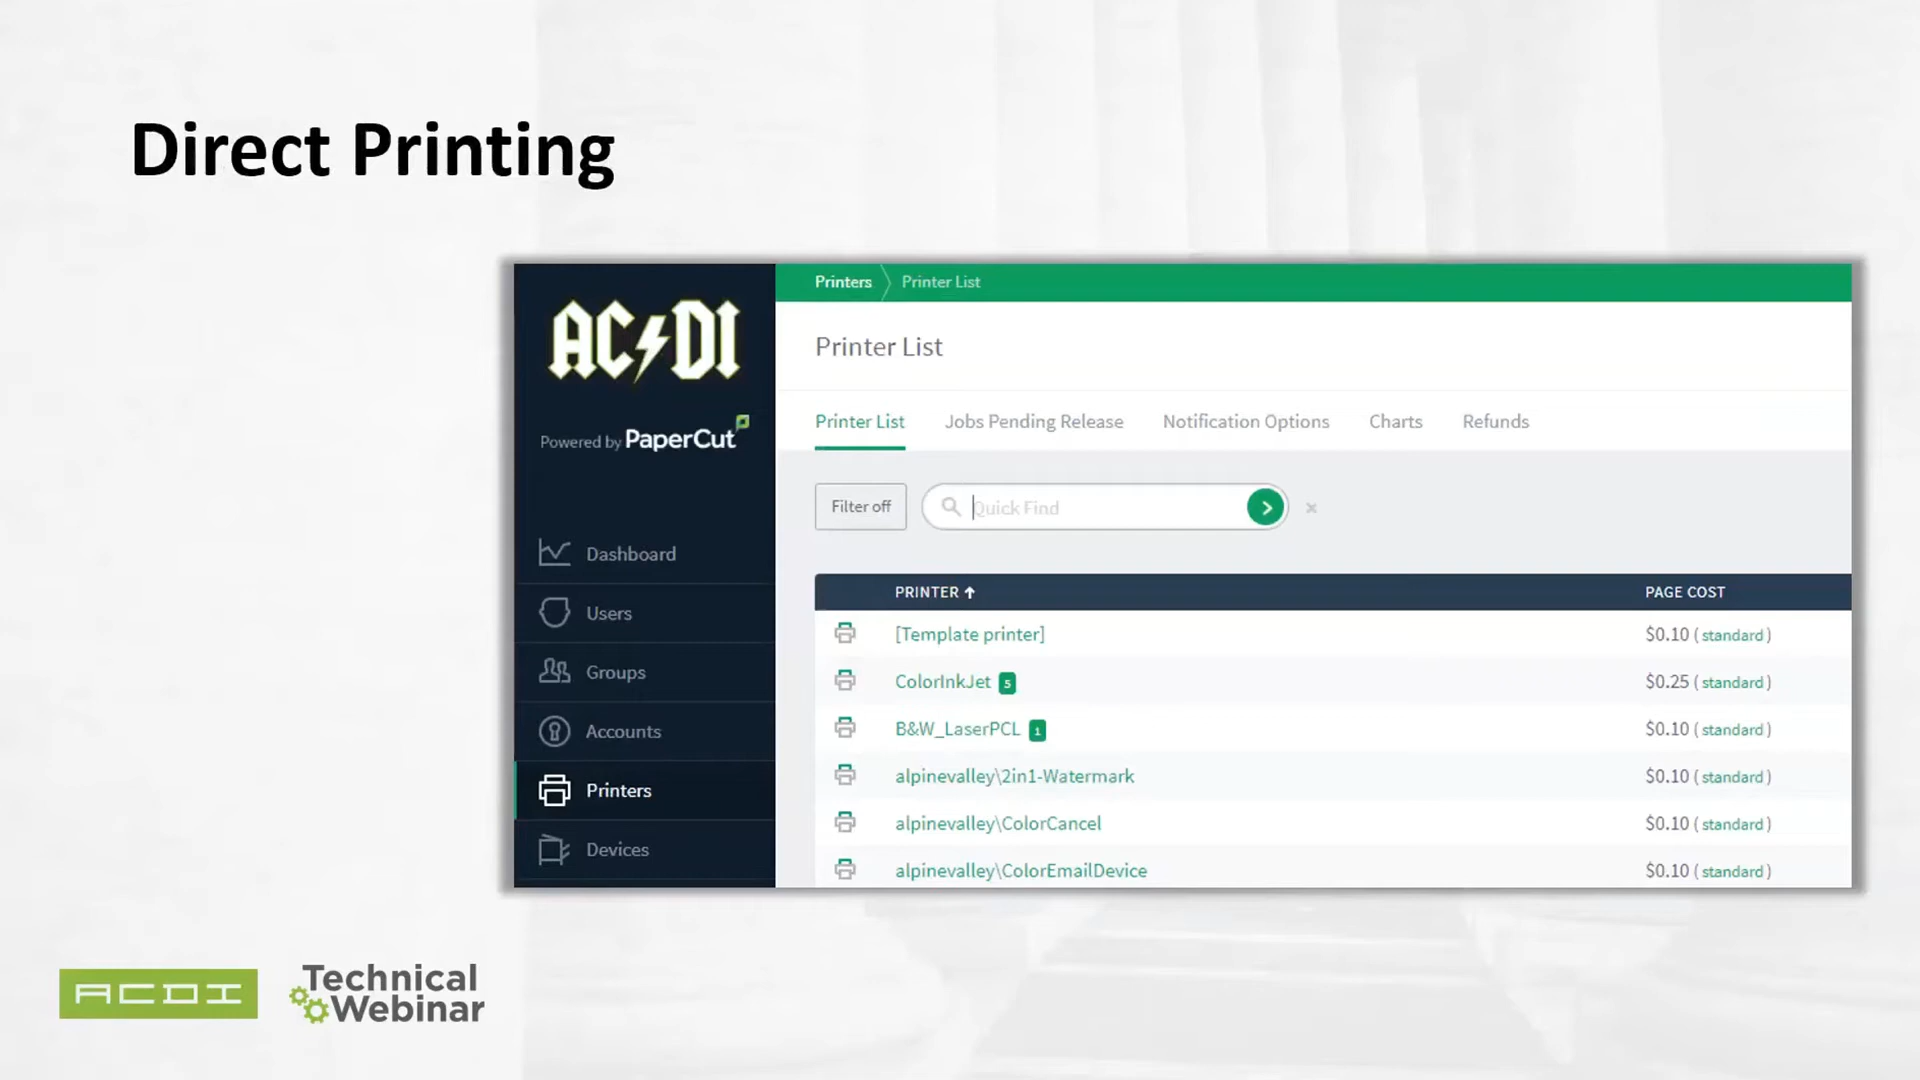 Direct Printing
AC DI
Powered by PaperCut
Dashboard
Users
Groups
Accounts
Printers
Devices
Printers Printer List
Printer List
Printer List Jobs Pending Release Notification Options Charts Refunds
Filter off Quick Find
PRINTER PAGE COST
[Template printer] $0.10 ( standard )
ColorInkJet 5 $0.25 ( standard )
B&W_LaserPCL 1 $0.10 ( standard )
alpinevalley\2in1-Watermark $0.10 ( standard )
alpinevalley\ColorCancel $0.10 ( standard )
alpinevalley\ColorEmailDevice $0.10 ( standard )
ACDI
Technical
Webinar